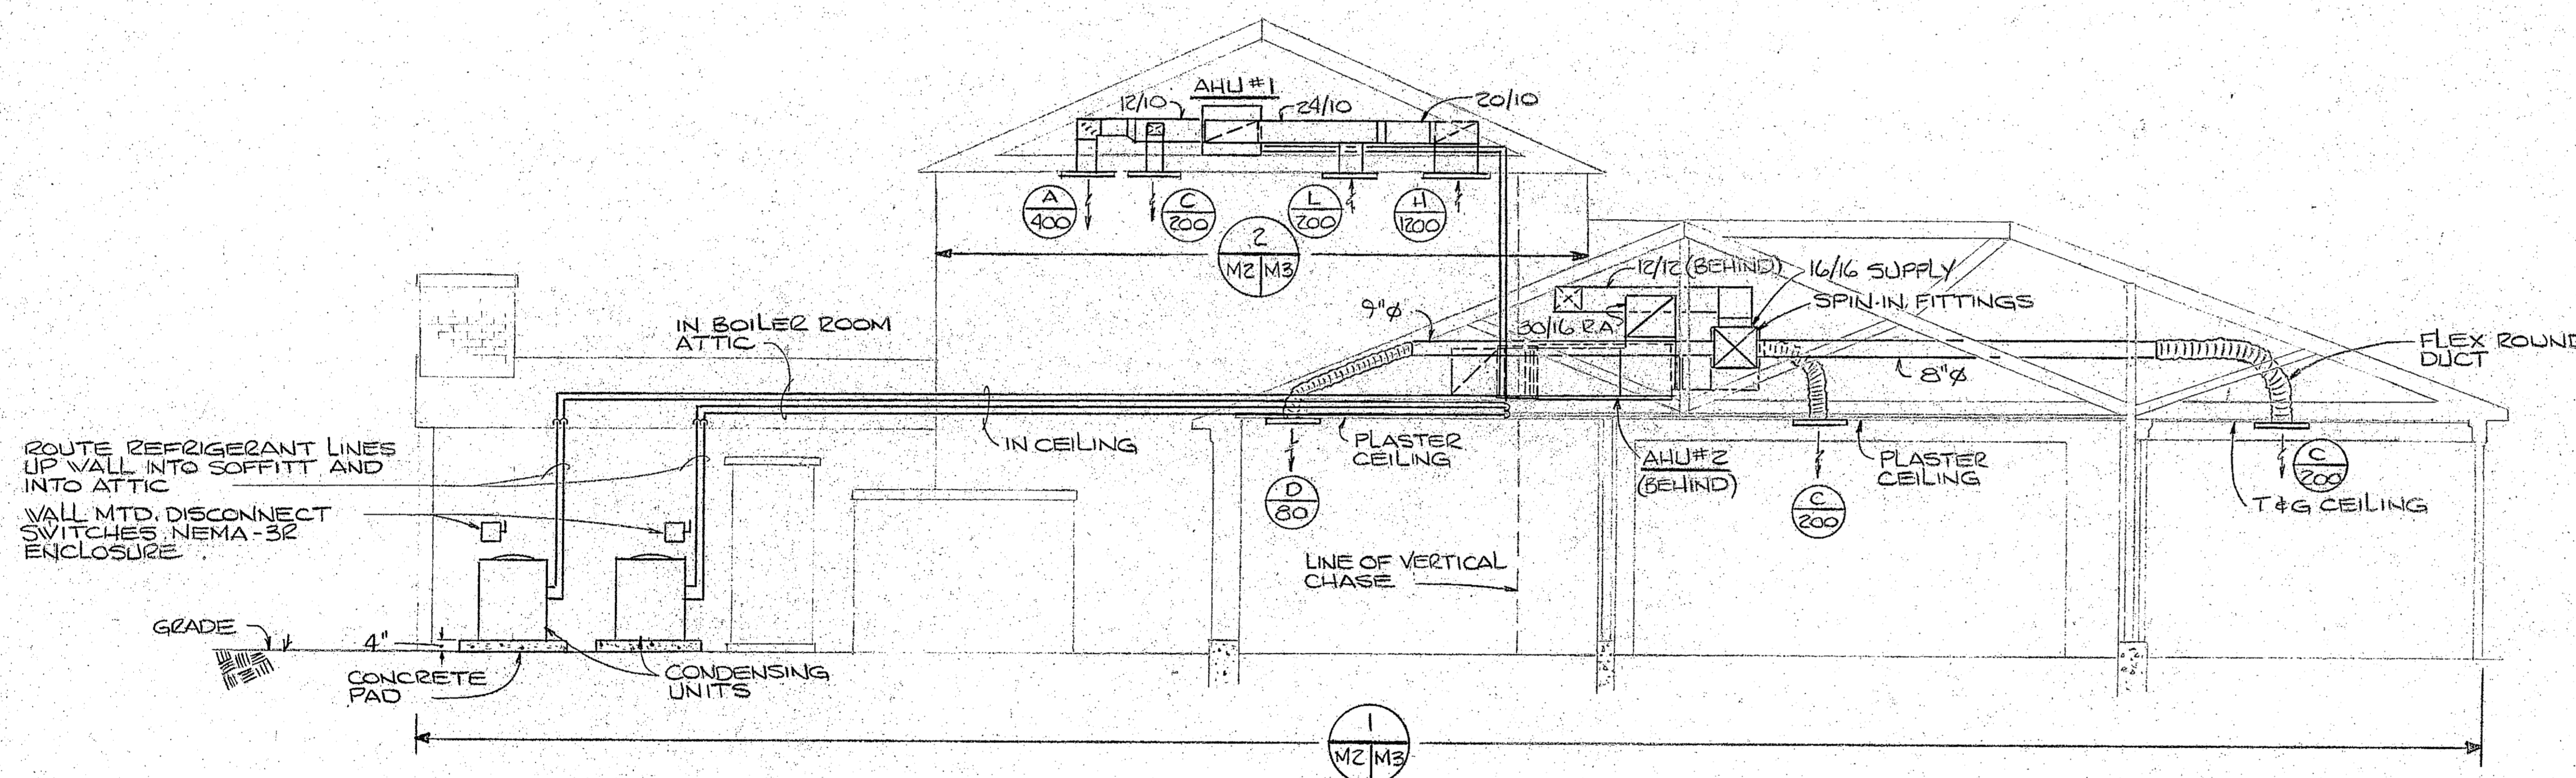 AHU #1
12/10
24/10
20/10
A
400
C
200
L
200
H
1200
2
M2 M3
12/12 (BEHIND)
16/16 SUPPLY
SPIN-IN FITTINGS
9"φ
30/16 R.A.
IN BOILER ROOM
ATTIC
FLEX ROUND
DUCT
8"φ
ROUTE REFRIGERANT LINES
UP WALL INTO SOFFITT AND
INTO ATTIC
IN CEILING
PLASTER
CEILING
AHU #2
(BEHIND)
PLASTER
CEILING
C
200
T&G CEILING
D
80
C
200
WALL MTD. DISCONNECT
SWITCHES NEMA-3R
ENCLOSURE
LINE OF VERTICAL
CHASE
GRADE
4"
CONCRETE
PAD
CONDENSING
UNITS
1
M2 M3